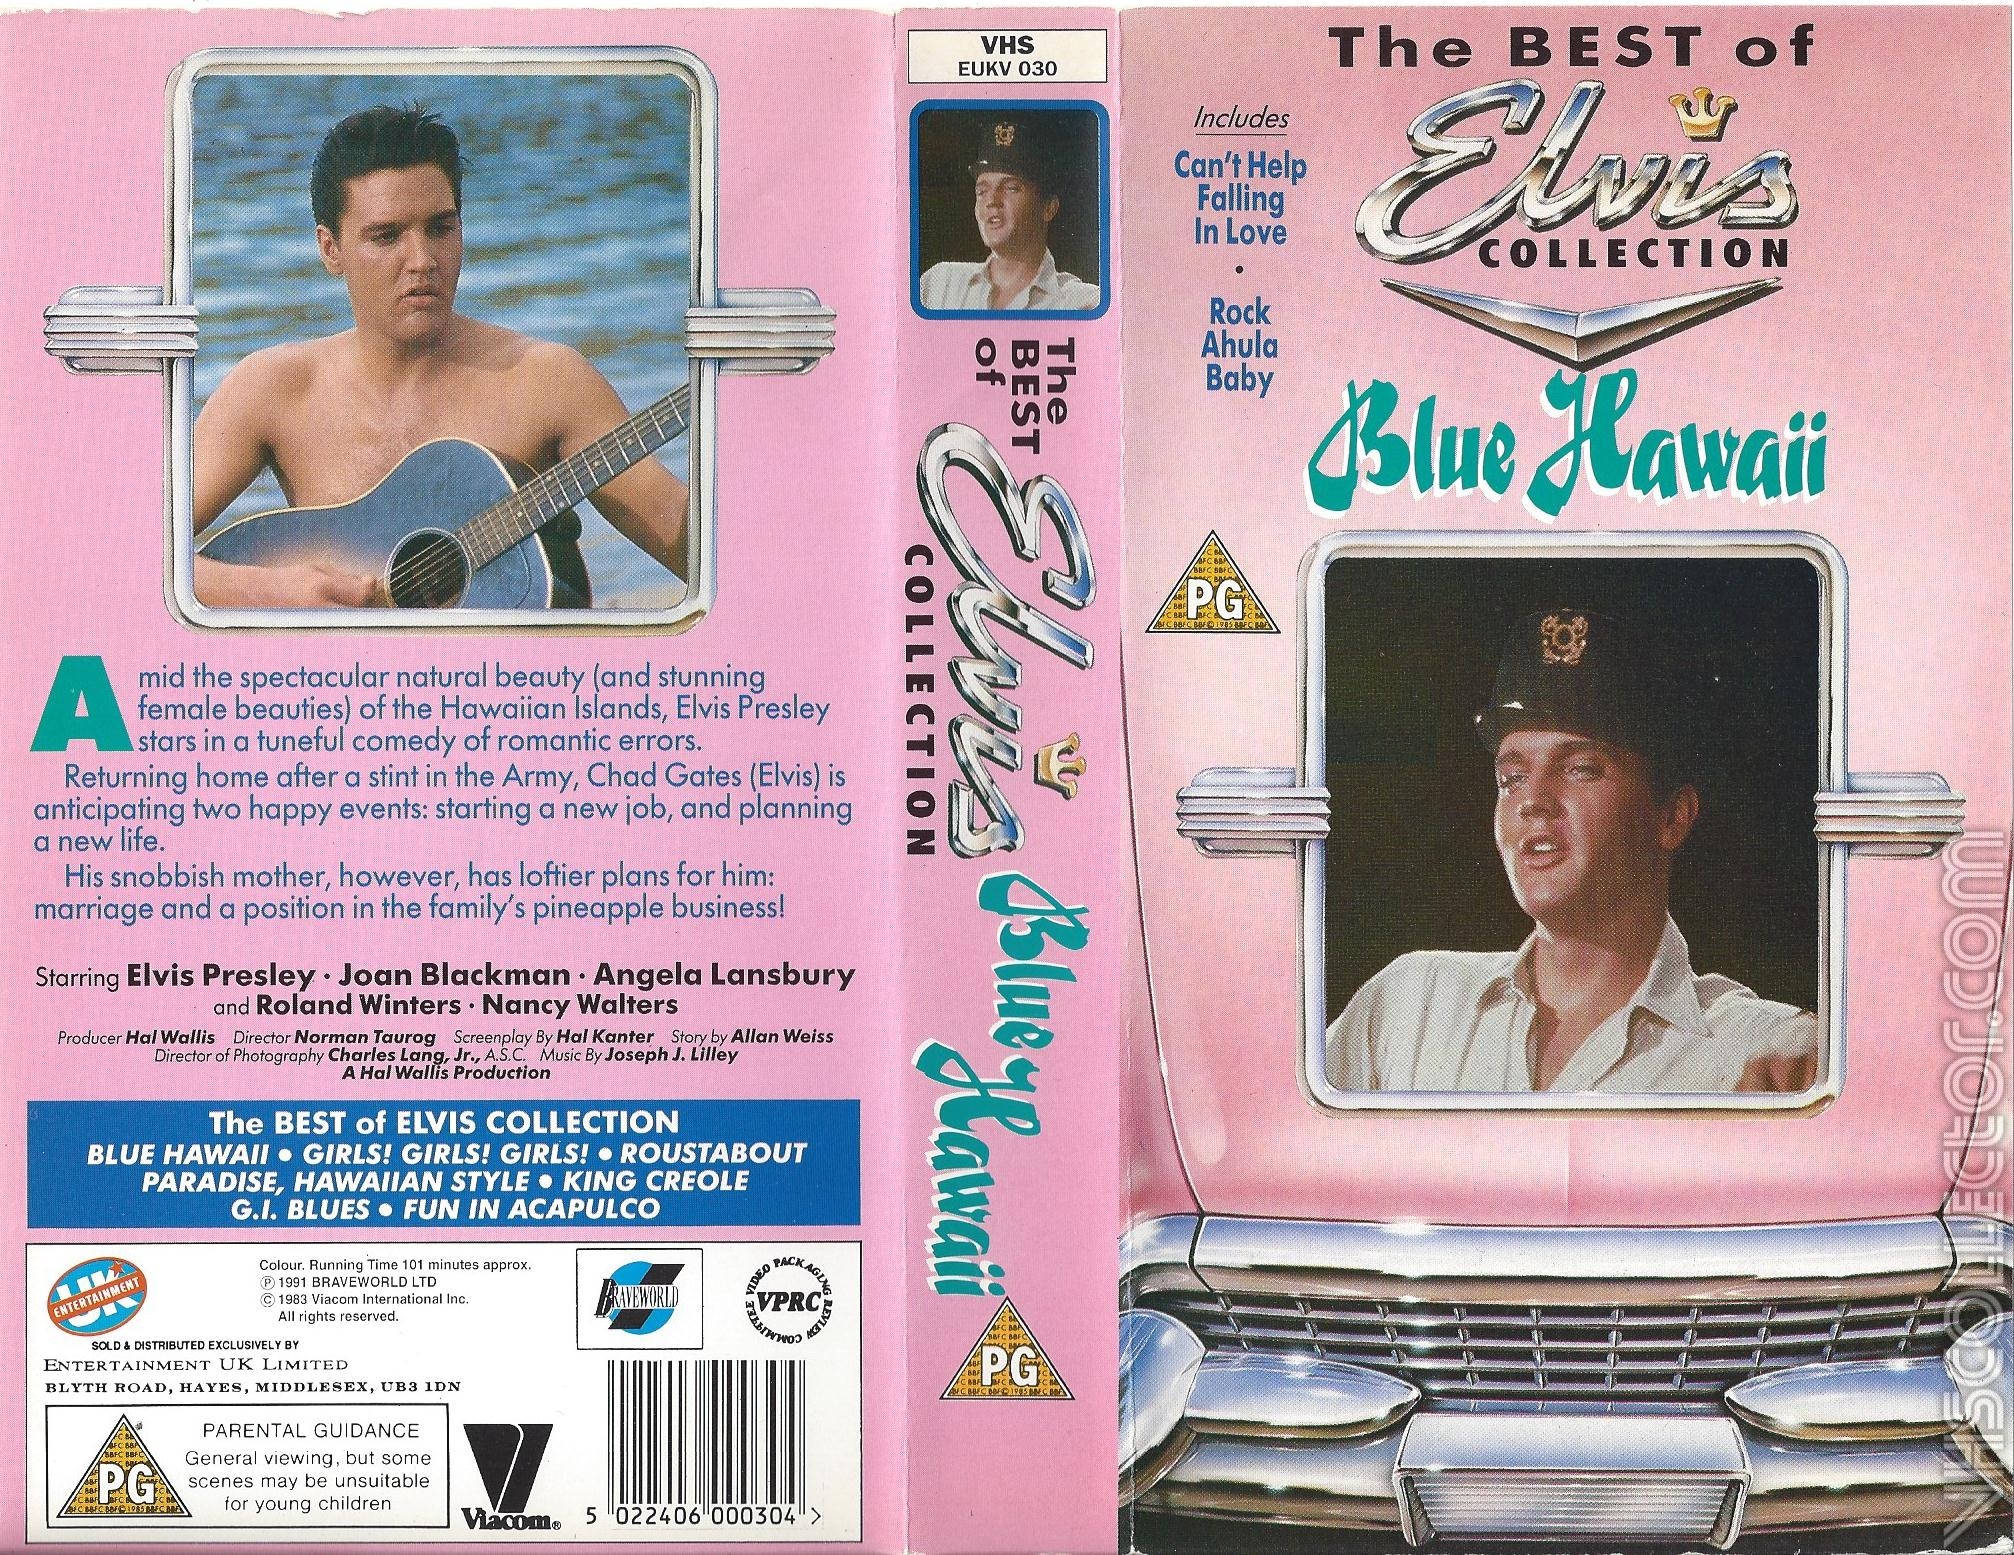 The BEST of
Elvis
COLLECTION
Includes
Can't Help
Falling
In Love
•
Rock
Ahula
Baby
Blue Hawaii
PG
VHS
EUKV 030
The
BEST
of
Elvis
COLLECTION
Blue Hawaii
PG
Amid the spectacular natural beauty (and stunning
female beauties) of the Hawaiian Islands, Elvis Presley
stars in a tuneful comedy of romantic errors.
Returning home after a stint in the Army, Chad Gates (Elvis) is
anticipating two happy events: starting a new job, and planning
a new life.
His snobbish mother, however, has loftier plans for him:
marriage and a position in the family's pineapple business!
Starring Elvis Presley · Joan Blackman · Angela Lansbury
and Roland Winters · Nancy Walters
Producer Hal Wallis Director Norman Taurog Screenplay By Hal Kanter Story by Allan Weiss
Director of Photography Charles Lang, Jr., A.S.C. Music By Joseph J. Lilley
A Hal Wallis Production
The BEST of ELVIS COLLECTION
BLUE HAWAII • GIRLS! GIRLS! GIRLS! • ROUSTABOUT
PARADISE, HAWAIIAN STYLE • KING CREOLE
G.I. BLUES • FUN IN ACAPULCO
UK
ENTERTAINMENT
Colour. Running Time 101 minutes approx.
Ⓟ 1991 BRAVEWORLD LTD
© 1983 Viacom International Inc.
All rights reserved.
BRAVEWORLD
VIDEO PACKAGING REVIEW COMMITTEE
VPRC
SOLD & DISTRIBUTED EXCLUSIVELY BY
ENTERTAINMENT UK LIMITED
BLYTH ROAD, HAYES, MIDDLESEX, UB3 1DN
PG
PARENTAL GUIDANCE
General viewing, but some
scenes may be unsuitable
for young children
V
Viacom®
5 022406 000304 >
VHSCOLLECTOR.COM